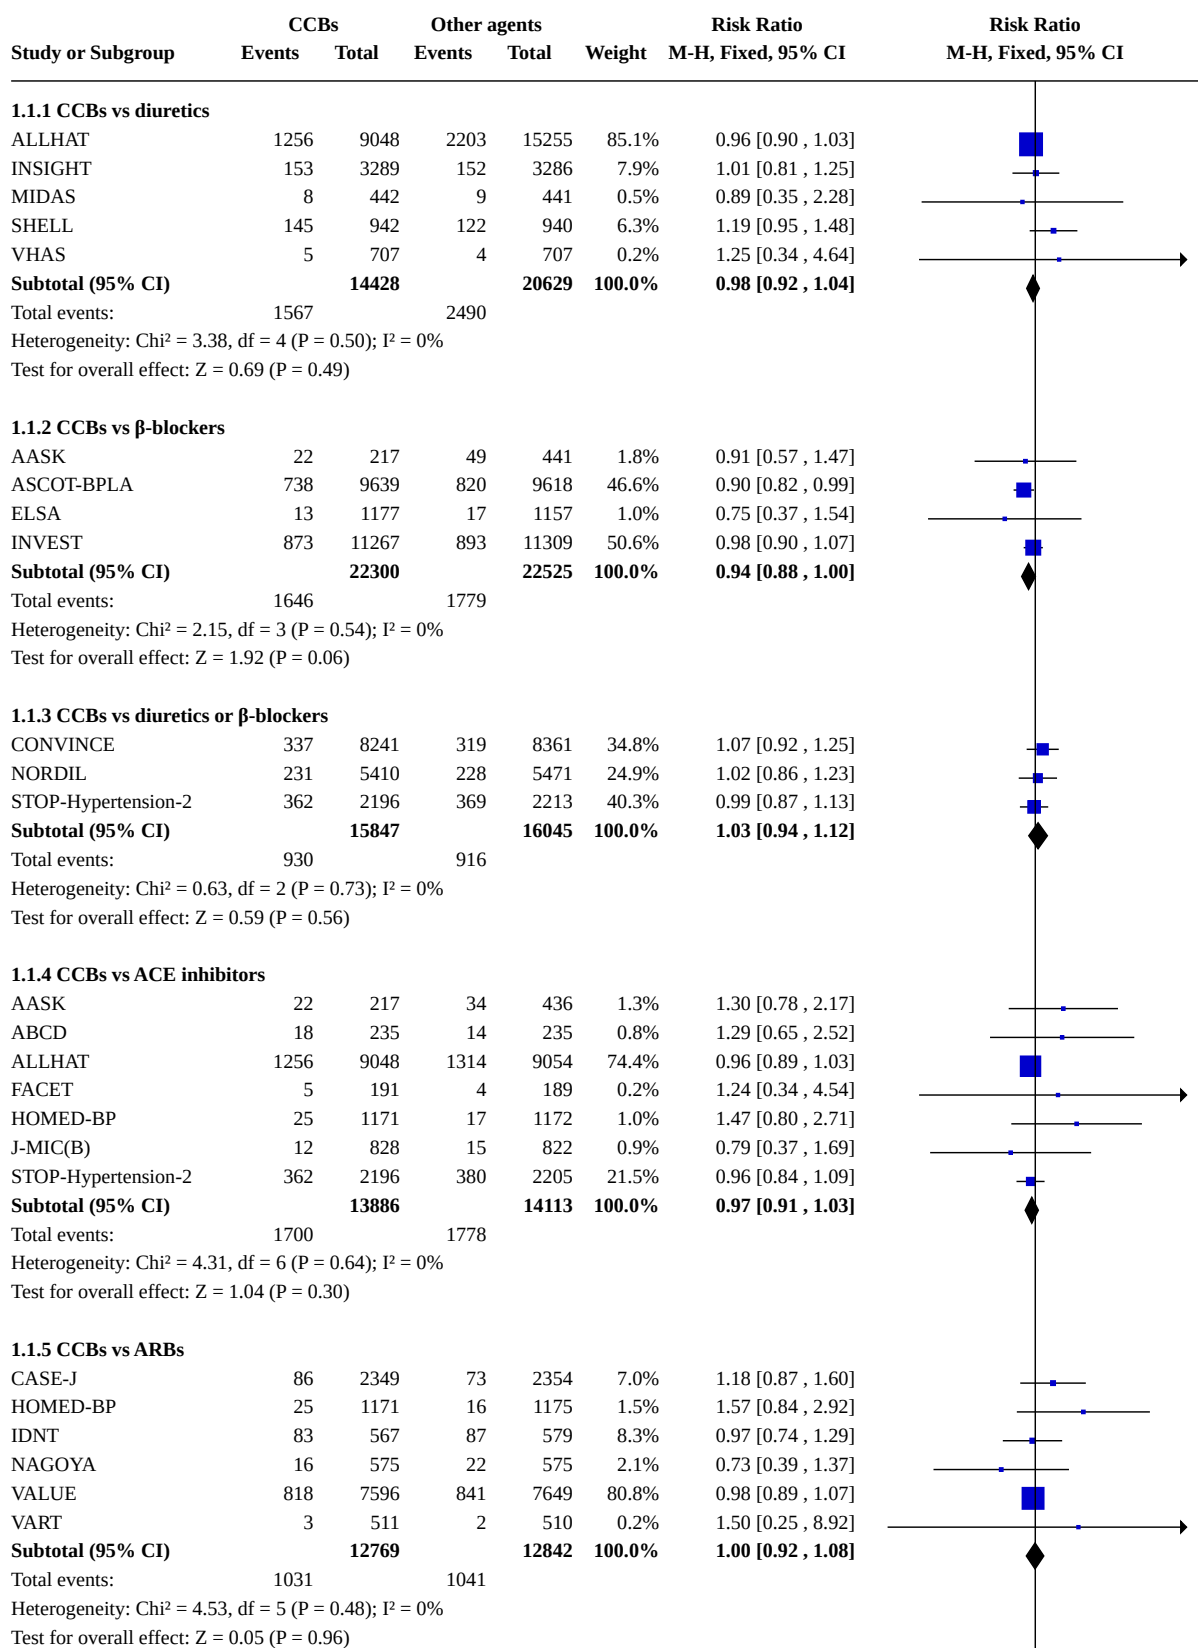 CCBs Other agents Risk Ratio Risk Ratio
Study or Subgroup Events Total Events Total Weight M-H, Fixed, 95% CI M-H, Fixed, 95% CI
1.1.1 CCBs vs diuretics
ALLHAT 1256 9048 2203 15255 85.1% 0.96 [0.90 , 1.03]
INSIGHT 153 3289 152 3286 7.9% 1.01 [0.81 , 1.25]
MIDAS 8 442 9 441 0.5% 0.89 [0.35 , 2.28]
SHELL 145 942 122 940 6.3% 1.19 [0.95 , 1.48]
VHAS 5 707 4 707 0.2% 1.25 [0.34 , 4.64]
Subtotal (95% CI) 14428 20629 100.0% 0.98 [0.92 , 1.04]
Total events: 1567 2490
Heterogeneity: Chi² = 3.38, df = 4 (P = 0.50); I² = 0%
Test for overall effect: Z = 0.69 (P = 0.49)
1.1.2 CCBs vs β-blockers
AASK 22 217 49 441 1.8% 0.91 [0.57 , 1.47]
ASCOT-BPLA 738 9639 820 9618 46.6% 0.90 [0.82 , 0.99]
ELSA 13 1177 17 1157 1.0% 0.75 [0.37 , 1.54]
INVEST 873 11267 893 11309 50.6% 0.98 [0.90 , 1.07]
Subtotal (95% CI) 22300 22525 100.0% 0.94 [0.88 , 1.00]
Total events: 1646 1779
Heterogeneity: Chi² = 2.15, df = 3 (P = 0.54); I² = 0%
Test for overall effect: Z = 1.92 (P = 0.06)
1.1.3 CCBs vs diuretics or β-blockers
CONVINCE 337 8241 319 8361 34.8% 1.07 [0.92 , 1.25]
NORDIL 231 5410 228 5471 24.9% 1.02 [0.86 , 1.23]
STOP-Hypertension-2 362 2196 369 2213 40.3% 0.99 [0.87 , 1.13]
Subtotal (95% CI) 15847 16045 100.0% 1.03 [0.94 , 1.12]
Total events: 930 916
Heterogeneity: Chi² = 0.63, df = 2 (P = 0.73); I² = 0%
Test for overall effect: Z = 0.59 (P = 0.56)
1.1.4 CCBs vs ACE inhibitors
AASK 22 217 34 436 1.3% 1.30 [0.78 , 2.17]
ABCD 18 235 14 235 0.8% 1.29 [0.65 , 2.52]
ALLHAT 1256 9048 1314 9054 74.4% 0.96 [0.89 , 1.03]
FACET 5 191 4 189 0.2% 1.24 [0.34 , 4.54]
HOMED-BP 25 1171 17 1172 1.0% 1.47 [0.80 , 2.71]
J-MIC(B) 12 828 15 822 0.9% 0.79 [0.37 , 1.69]
STOP-Hypertension-2 362 2196 380 2205 21.5% 0.96 [0.84 , 1.09]
Subtotal (95% CI) 13886 14113 100.0% 0.97 [0.91 , 1.03]
Total events: 1700 1778
Heterogeneity: Chi² = 4.31, df = 6 (P = 0.64); I² = 0%
Test for overall effect: Z = 1.04 (P = 0.30)
1.1.5 CCBs vs ARBs
CASE-J 86 2349 73 2354 7.0% 1.18 [0.87 , 1.60]
HOMED-BP 25 1171 16 1175 1.5% 1.57 [0.84 , 2.92]
IDNT 83 567 87 579 8.3% 0.97 [0.74 , 1.29]
NAGOYA 16 575 22 575 2.1% 0.73 [0.39 , 1.37]
VALUE 818 7596 841 7649 80.8% 0.98 [0.89 , 1.07]
VART 3 511 2 510 0.2% 1.50 [0.25 , 8.92]
Subtotal (95% CI) 12769 12842 100.0% 1.00 [0.92 , 1.08]
Total events: 1031 1041
Heterogeneity: Chi² = 4.53, df = 5 (P = 0.48); I² = 0%
Test for overall effect: Z = 0.05 (P = 0.96)